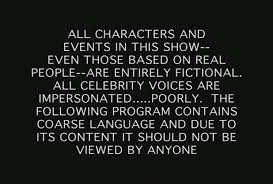 ALL CHARACTERS AND
EVENTS IN THIS SHOW--
EVEN THOSE BASED ON REAL
PEOPLE--ARE ENTIRELY FICTIONAL.
ALL CELEBRITY VOICES ARE
IMPERSONATED.....POORLY. THE
FOLLOWING PROGRAM CONTAINS
COARSE LANGUAGE AND DUE TO
ITS CONTENT IT SHOULD NOT BE
VIEWED BY ANYONE